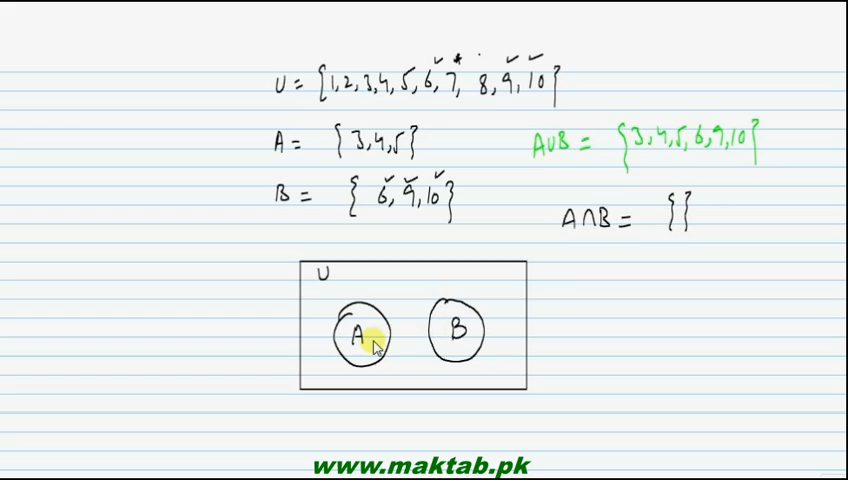 U = {1,2,3,4,5,6,7,8,9,10}
A = {3,4,5}
A∪B = {3,4,5,6,9,10}
B = {6,9,10}
A∩B = {}
U
A
B
www.maktab.pk